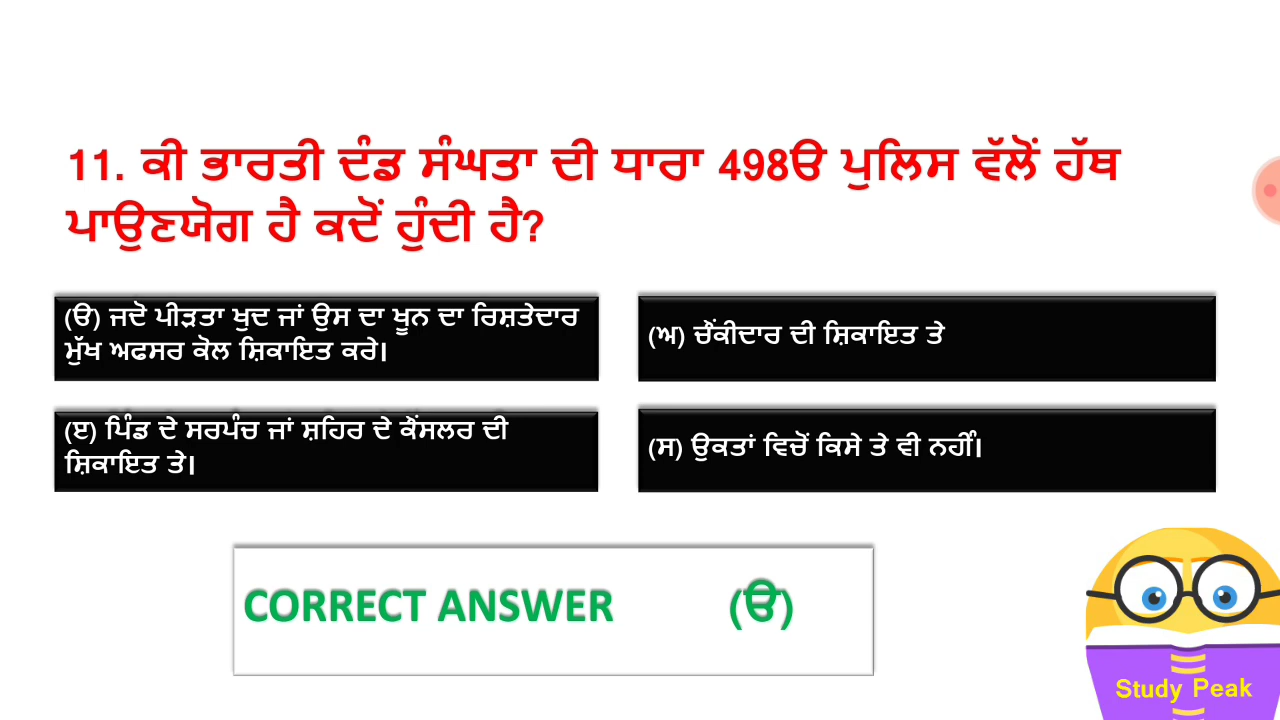 11. ਕੀ ਭਾਰਤੀ ਦੰਡ ਸੰਘਤਾ ਦੀ ਧਾਰਾ 498ੳ ਪੁਲਿਸ ਵੱਲੋਂ ਹੱਥ
ਪਾਉਣਯੋਗ ਹੈ ਕਦੋਂ ਹੁੰਦੀ ਹੈ?
(ੳ) ਜਦੋ ਪੀੜਤਾ ਖੁਦ ਜਾਂ ਉਸ ਦਾ ਖੂਨ ਦਾ ਰਿਸ਼ਤੇਦਾਰ
ਮੁੱਖ ਅਫਸਰ ਕੋਲ ਸ਼ਿਕਾਇਤ ਕਰੇ।
(ਅ) ਚੌਂਕੀਦਾਰ ਦੀ ਸ਼ਿਕਾਇਤ ਤੇ
(ੲ) ਪਿੰਡ ਦੇ ਸਰਪੰਚ ਜਾਂ ਸ਼ਹਿਰ ਦੇ ਕੌਂਸਲਰ ਦੀ
ਸ਼ਿਕਾਇਤ ਤੇ।
(ਸ) ਉਕਤਾਂ ਵਿਚੋਂ ਕਿਸੇ ਤੇ ਵੀ ਨਹੀਂ।
CORRECT ANSWER (ੳ)
Study Peak